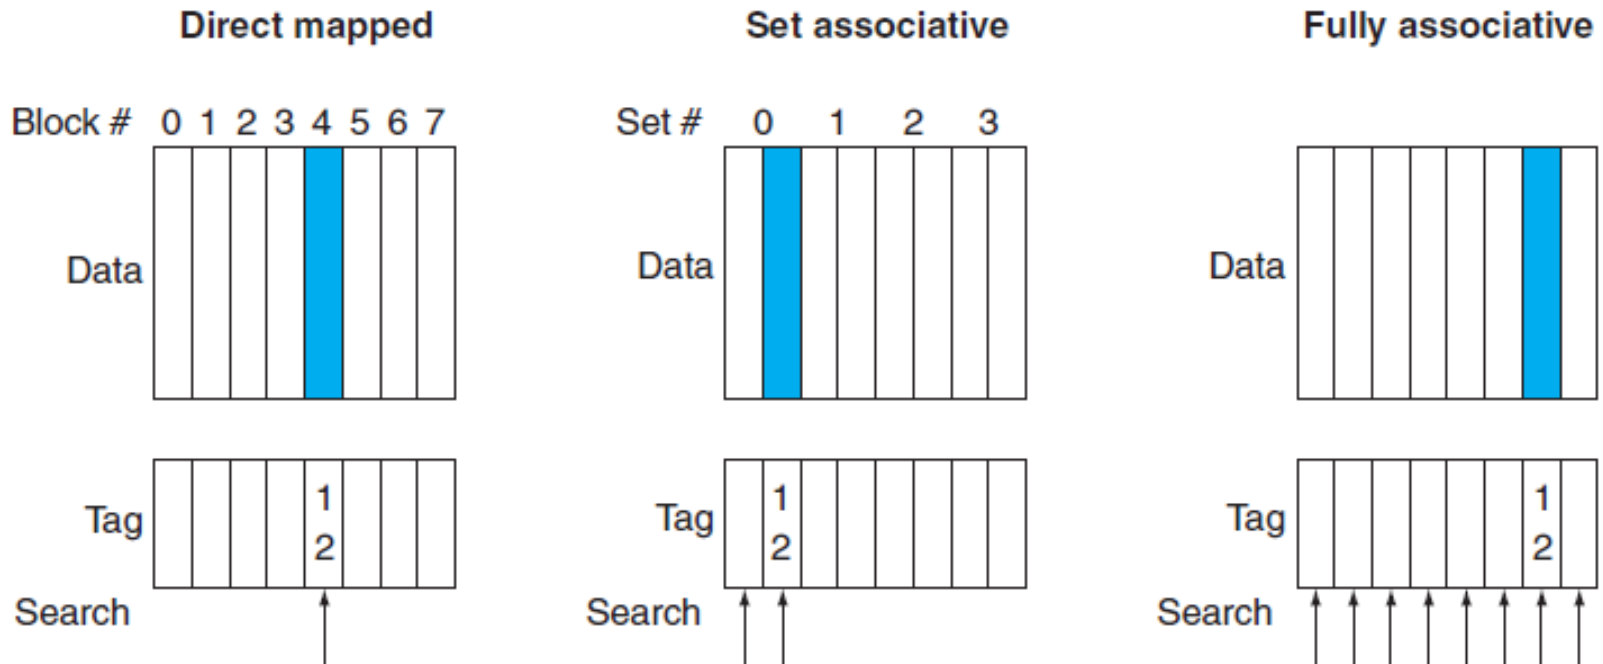 Direct mapped
Block # 0 1 2 3 4 5 6 7
Data
Tag
1
2
Search
Set associative
Set # 0 1 2 3
Data
Tag
1
2
Search
Fully associative
Data
Tag
1
2
Search